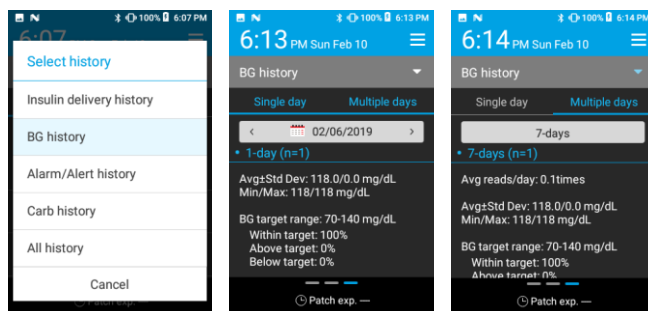 N 100% 6:07 PM
6:07
Select history
Insulin delivery history
BG history
Alarm/Alert history
Carb history
All history
Cancel
Patch exp. —
N 100% 6:13 PM
6:13 PM Sun Feb 10
BG history
Single day Multiple days
< 02/06/2019 >
• 1-day (n=1)
Avg±Std Dev: 118.0/0.0 mg/dL
Min/Max: 118/118 mg/dL
BG target range: 70-140 mg/dL
Within target: 100%
Above target: 0%
Below target: 0%
Patch exp. —
N 100% 6:14 PM
6:14 PM Sun Feb 10
BG history
Single day Multiple days
7-days
• 7-days (n=1)
Avg reads/day: 0.1times
Avg±Std Dev: 118.0/0.0 mg/dL
Min/Max: 118/118 mg/dL
BG target range: 70-140 mg/dL
Within target: 100%
Above target: 0%
Patch exp. —